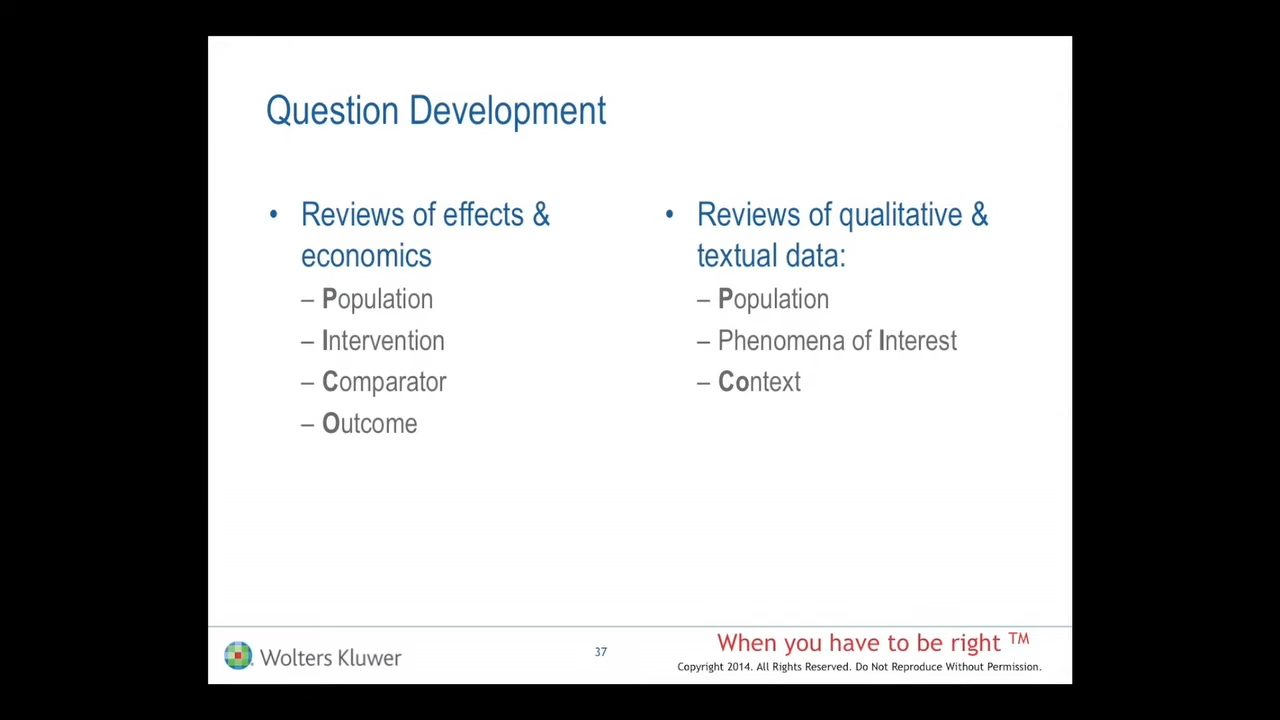 Question Development
• Reviews of effects &
economics
– Population
– Intervention
– Comparator
– Outcome
• Reviews of qualitative &
textual data:
– Population
– Phenomena of Interest
– Context
Wolters Kluwer
37
When you have to be right ™
Copyright 2014. All Rights Reserved. Do Not Reproduce Without Permission.